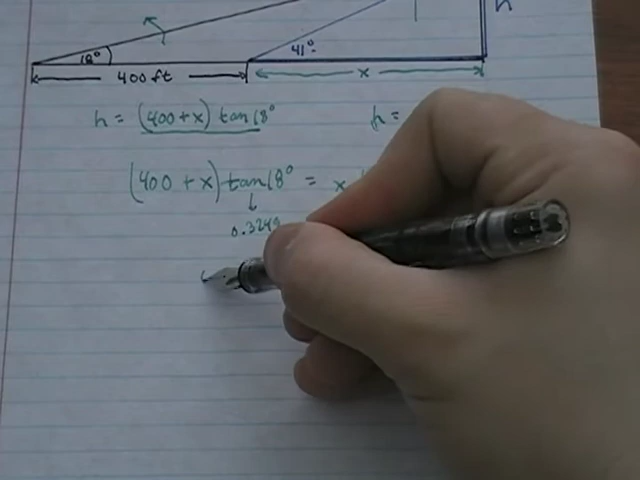 h
18° 41°
400 ft x
h = (400+x) tan 18° h =
(400 + x) tan 18° = x
↓
0.3249